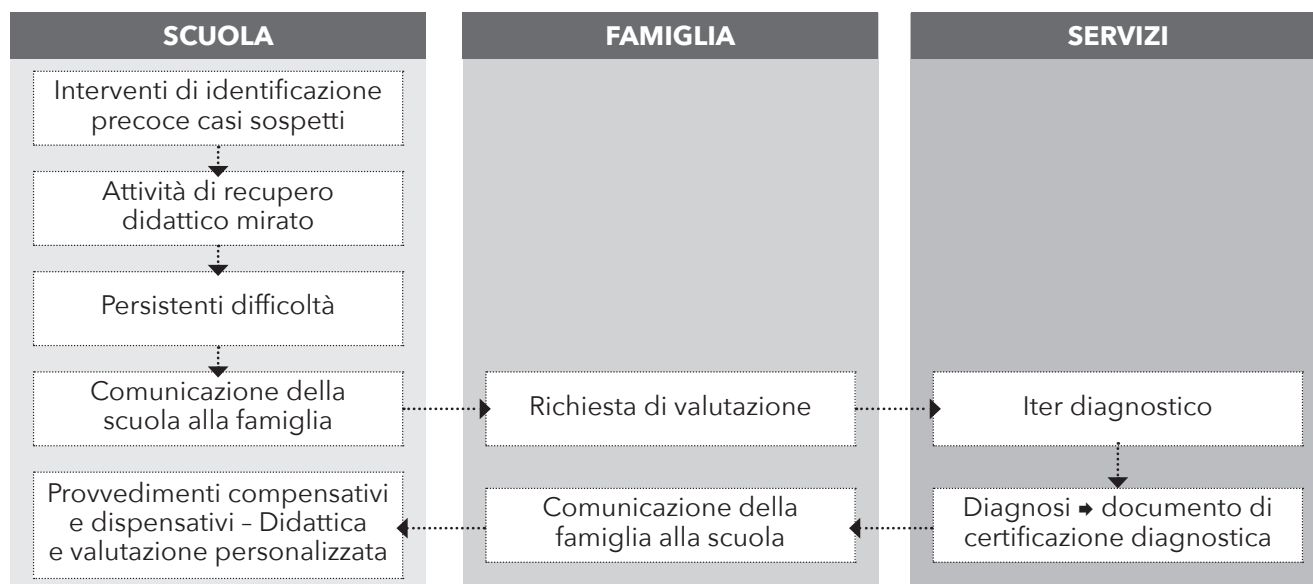 SCUOLA
FAMIGLIA
SERVIZI
Interventi di identificazione
precoce casi sospetti
Attività di recupero
didattico mirato
Persistenti difficoltà
Comunicazione della
scuola alla famiglia
Richiesta di valutazione
Iter diagnostico
Provvedimenti compensativi
e dispensativi – Didattica
e valutazione personalizzata
Comunicazione della
famiglia alla scuola
Diagnosi ➡ documento di
certificazione diagnostica